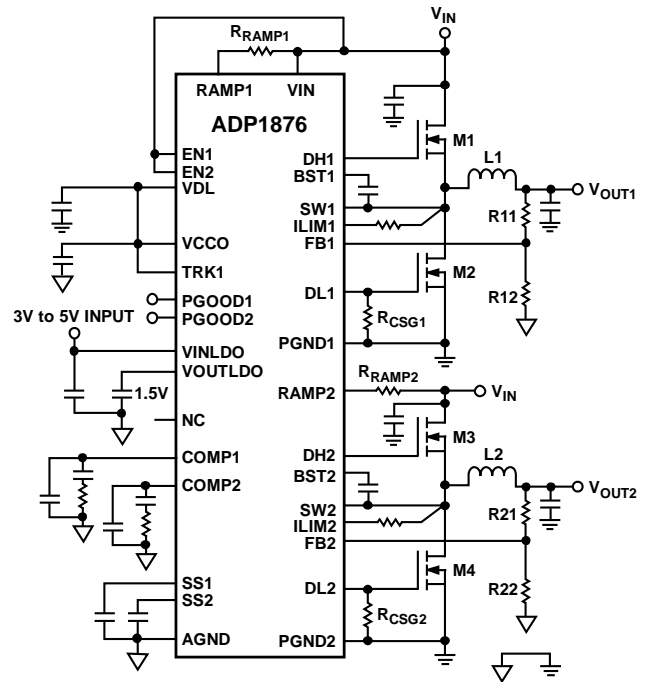 VIN
RRAMP1
RAMP1 VIN
ADP1876
EN1
EN2
VDL
VCCO
TRK1
PGOOD1
PGOOD2
3V to 5V INPUT
VINLDO
VOUTLDO
1.5V
NC
COMP1
COMP2
SS1
SS2
AGND
DH1
BST1
SW1
ILIM1
FB1
DL1
PGND1
RAMP2
DH2
BST2
SW2
ILIM2
FB2
DL2
PGND2
M1
L1
VOUT1
R11
M2
R12
RCSG1
RRAMP2
VIN
M3
L2
VOUT2
R21
M4
R22
RCSG2